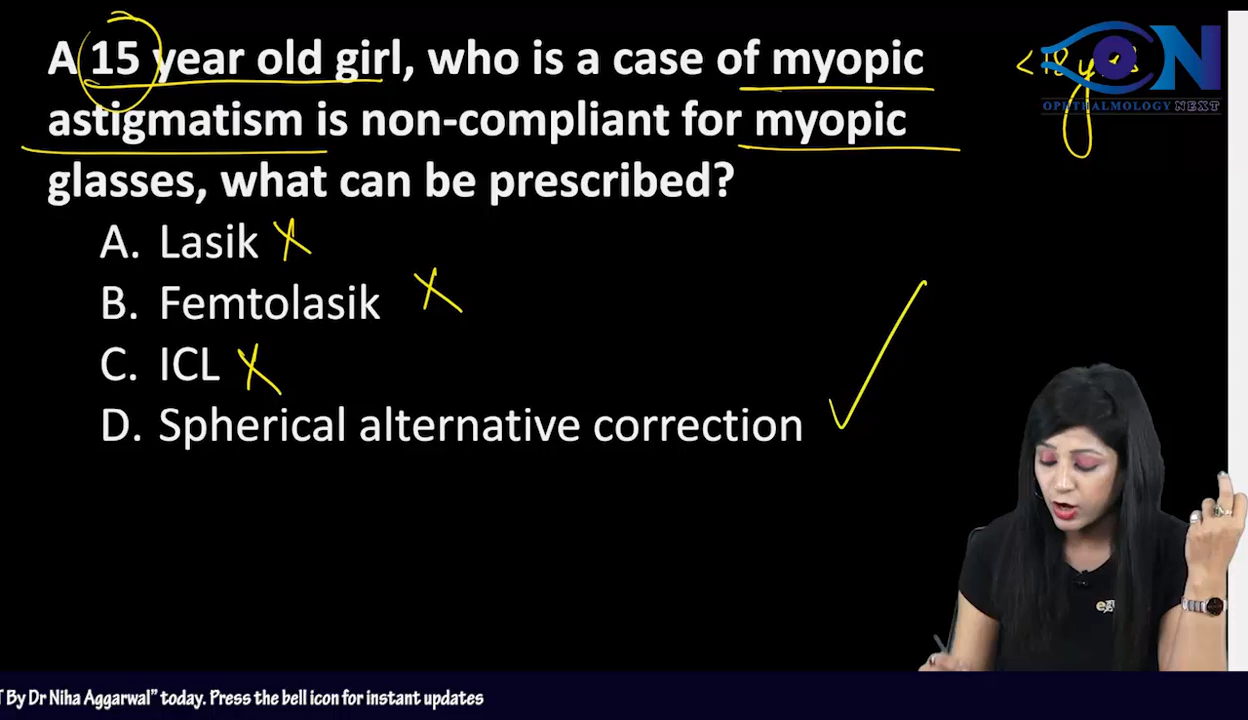 A 15 year old girl, who is a case of myopic
astigmatism is non-compliant for myopic
glasses, what can be prescribed?
A. Lasik
B. Femtolasik
C. ICL
D. Spherical alternative correction
<18 y
ON
OPHTHALMOLOGY NEXT
T By Dr Niha Aggarwal” today. Press the bell icon for instant updates